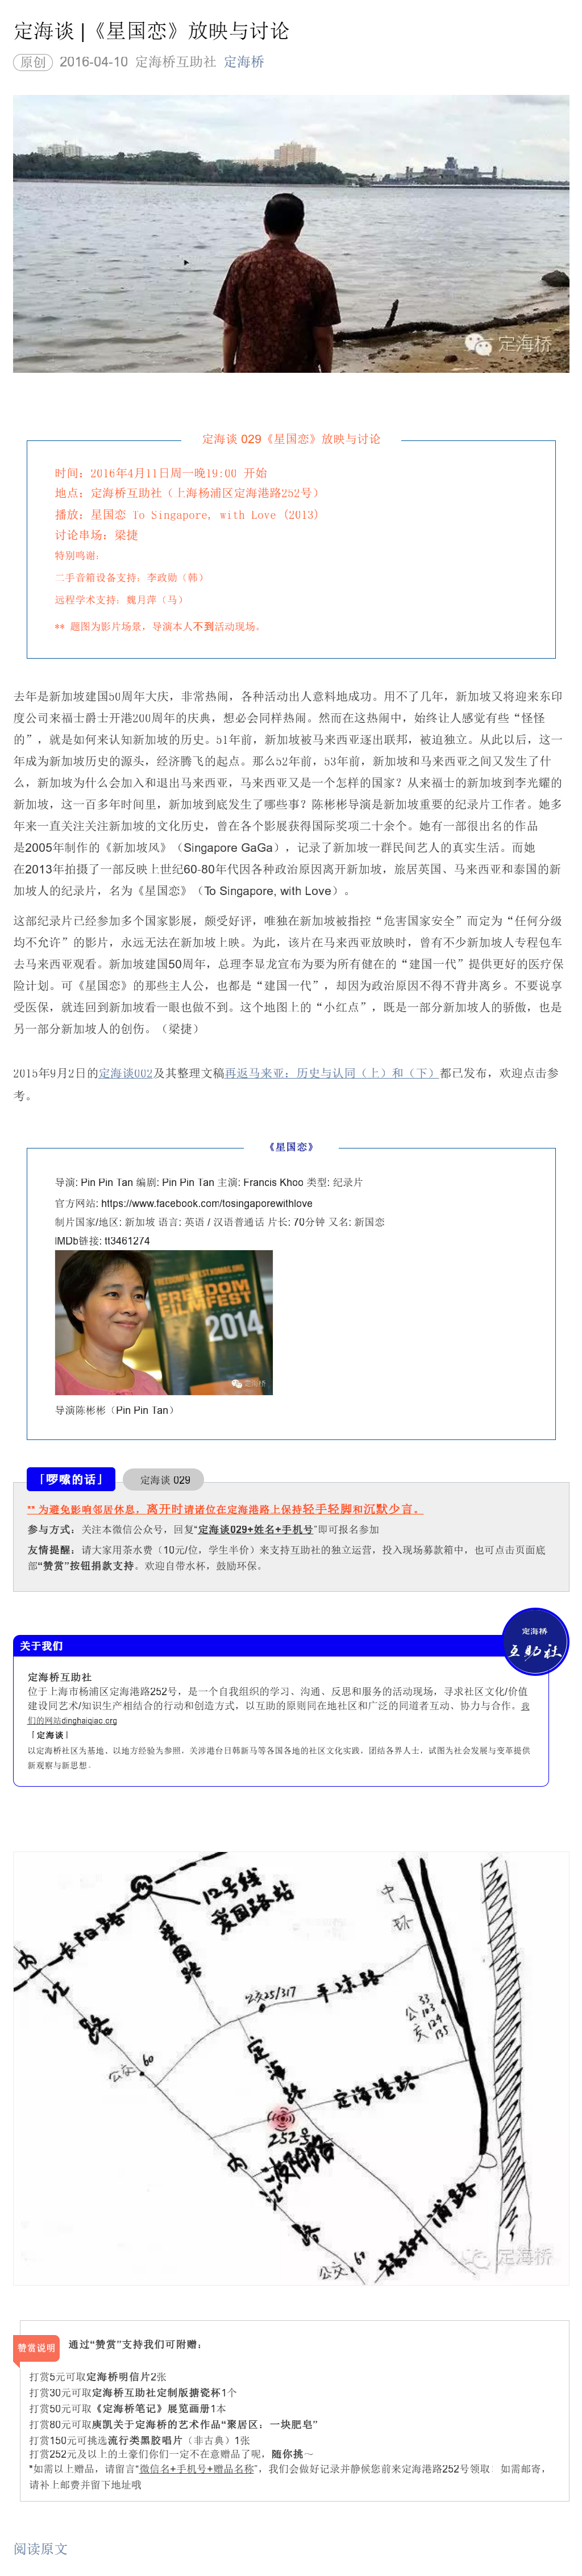 定海谈 |《星国恋》放映与讨论
原创 2016-04-10 定海桥互助社 定海桥
定海桥
定海谈 029《星国恋》放映与讨论
时间：2016年4月11日周一晚19:00 开始
地点：定海桥互助社（上海杨浦区定海港路252号）
播放：星国恋 To Singapore, with Love (2013)
讨论串场：梁捷
特别鸣谢：
二手音箱设备支持：李政勋（韩）
远程学术支持：魏月萍（马）
** 题图为影片场景，导演本人不到活动现场。
去年是新加坡建国50周年大庆，非常热闹，各种活动出人意料地成功。用不了几年，新加坡又将迎来东印
度公司来福士爵士开港200周年的庆典，想必会同样热闹。然而在这热闹中，始终让人感觉有些“怪怪
的”，就是如何来认知新加坡的历史。51年前，新加坡被马来西亚逐出联邦，被迫独立。从此以后，这一
年成为新加坡历史的源头，经济腾飞的起点。那么52年前，53年前，新加坡和马来西亚之间又发生了什
么，新加坡为什么会加入和退出马来西亚，马来西亚又是一个怎样的国家？从来福士的新加坡到李光耀的
新加坡，这一百多年时间里，新加坡到底发生了哪些事？陈彬彬导演是新加坡重要的纪录片工作者。她多
年来一直关注关注新加坡的文化历史，曾在各个影展获得国际奖项二十余个。她有一部很出名的作品
是2005年制作的《新加坡风》（Singapore GaGa），记录了新加坡一群民间艺人的真实生活。而她
在2013年拍摄了一部反映上世纪60-80年代因各种政治原因离开新加坡，旅居英国、马来西亚和泰国的新
加坡人的纪录片，名为《星国恋》（To Singapore, with Love）。
这部纪录片已经参加多个国家影展，颇受好评，唯独在新加坡被指控“危害国家安全”而定为“任何分级
均不允许”的影片，永远无法在新加坡上映。为此，该片在马来西亚放映时，曾有不少新加坡人专程包车
去马来西亚观看。新加坡建国50周年，总理李显龙宣布为要为所有健在的“建国一代”提供更好的医疗保
险计划。可《星国恋》的那些主人公，也都是“建国一代”，却因为政治原因不得不背井离乡。不要说享
受医保，就连回到新加坡看一眼也做不到。这个地图上的“小红点”，既是一部分新加坡人的骄傲，也是
另一部分新加坡人的创伤。（梁捷）
2015年9月2日的定海谈002及其整理文稿再返马来亚：历史与认同（上）和（下）都已发布，欢迎点击参
考。
《星国恋》
导演: Pin Pin Tan 编剧: Pin Pin Tan 主演: Francis Khoo 类型: 纪录片
官方网站: https://www.facebook.com/tosingaporewithlove
制片国家/地区: 新加坡 语言: 英语 / 汉语普通话 片长: 70分钟 又名: 新国恋
IMDb链接: tt3461274
FREEDOM FILMFEST 2014
定海桥
导演陈彬彬（Pin Pin Tan）
「啰嗦的话」 定海谈 029
** 为避免影响邻居休息，离开时请诸位在定海港路上保持轻手轻脚和沉默少言。
参与方式：关注本微信公众号，回复“定海谈029+姓名+手机号”即可报名参加
友情提醒：请大家用茶水费（10元/位，学生半价）来支持互助社的独立运营，投入现场募款箱中，也可点击页面底
部“赞赏”按钮捐款支持。欢迎自带水杯，鼓励环保。
定海桥
互助社
关于我们
定海桥互助社
位于上海市杨浦区定海港路252号，是一个自我组织的学习、沟通、反思和服务的活动现场，寻求社区文化/价值
建设同艺术/知识生产相结合的行动和创造方式，以互助的原则同在地社区和广泛的同道者互动、协力与合作。我
们的网站dinghaiqiao.org
「定海谈」
以定海桥社区为基地，以地方经验为参照，关涉港台日韩新马等各国各地的社区文化实践，团结各界人士，试图为社会发展与变革提供
新观察与新思想。
12号线
爱国路站
长阳路
爱国路
中环
内江路
公交25/317
平凉路
公交
33
103
124
135
公交60
定海路
定海港路
252号
波阳路
内江路
杨树浦路
公交60
定海桥
赞赏说明
通过“赞赏”支持我们可附赠：
打赏5元可取定海桥明信片2张
打赏30元可取定海桥互助社定制版搪瓷杯1个
打赏50元可取《定海桥笔记》展览画册1本
打赏80元可取庾凯关于定海桥的艺术作品“聚居区：一块肥皂”
打赏150元可挑选流行类黑胶唱片（非古典）1张
打赏252元及以上的土豪们你们一定不在意赠品了呢，随你挑～
*如需以上赠品，请留言“微信名+手机号+赠品名称”，我们会做好记录并静候您前来定海港路252号领取；如需邮寄，
请补上邮费并留下地址哦
阅读原文